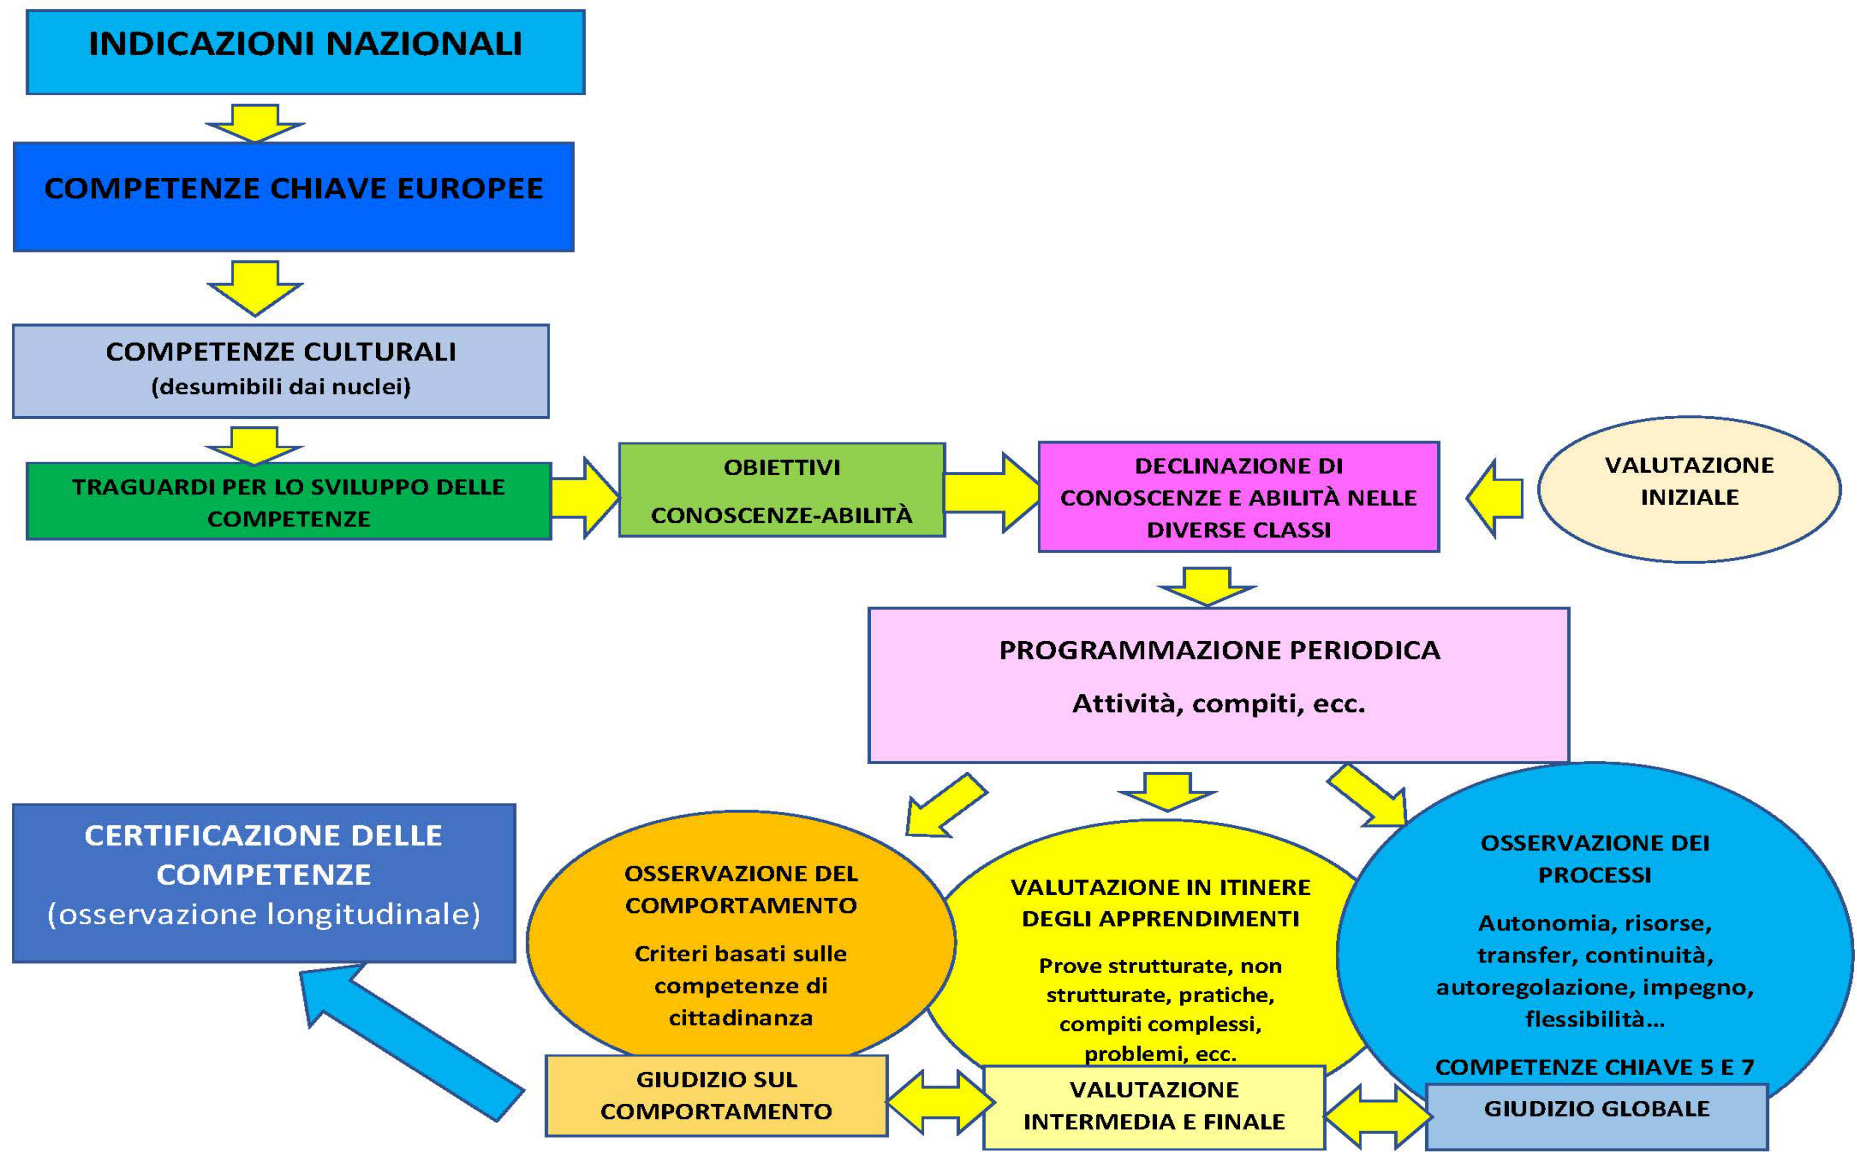 INDICAZIONI NAZIONALI
COMPETENZE CHIAVE EUROPEE
COMPETENZE CULTURALI
(desumibili dai nuclei)
TRAGUARDI PER LO SVILUPPO DELLE
COMPETENZE
OBIETTIVI
CONOSCENZE-ABILITÀ
DECLINAZIONE DI
CONOSCENZE E ABILITÀ NELLE
DIVERSE CLASSI
VALUTAZIONE
INIZIALE
PROGRAMMAZIONE PERIODICA
Attività, compiti, ecc.
CERTIFICAZIONE DELLE
COMPETENZE
(osservazione longitudinale)
OSSERVAZIONE DEL
COMPORTAMENTO
Criteri basati sulle
competenze di
cittadinanza
VALUTAZIONE IN ITINERE
DEGLI APPRENDIMENTI
Prove strutturate, non
strutturate, pratiche,
compiti complessi,
problemi, ecc.
OSSERVAZIONE DEI
PROCESSI
Autonomia, risorse,
transfer, continuità,
autoregolazione, impegno,
flessibilità...
COMPETENZE CHIAVE 5 E 7
GIUDIZIO SUL
COMPORTAMENTO
VALUTAZIONE
INTERMEDIA E FINALE
GIUDIZIO GLOBALE